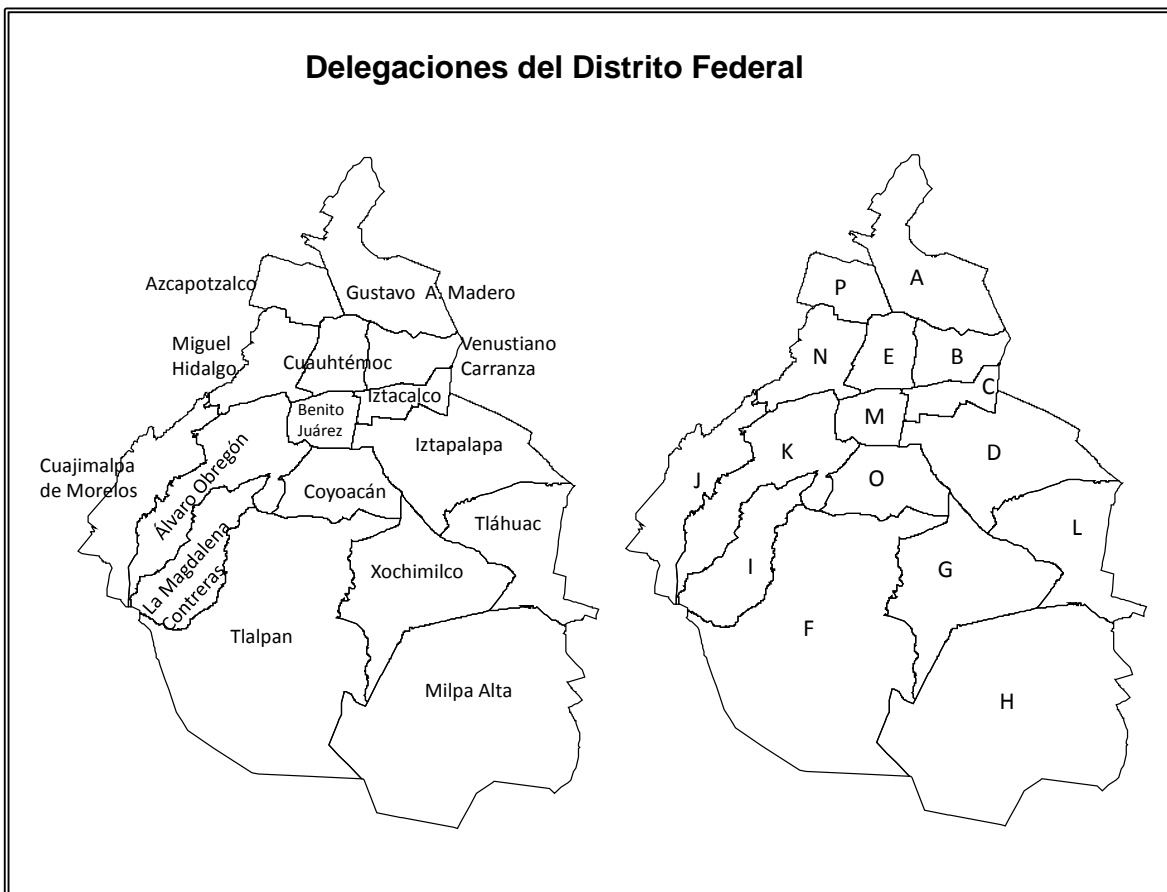 Delegaciones del Distrito Federal
Azcapotzalco
Gustavo A. Madero
Miguel
Hidalgo
Cuauhtémoc
Venustiano
Carranza
Iztacalco
Benito
Juárez
Iztapalapa
Cuajimalpa
de Morelos
Álvaro Obregón
Coyoacán
Tláhuac
La Magdalena
Contreras
Xochimilco
Tlalpan
Milpa Alta
A
P
N
E
B
C
M
K
D
J
O
L
I
G
F
H